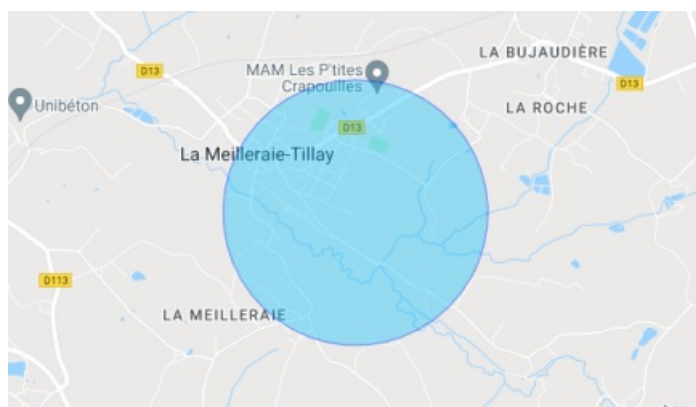 LA BUJAUDIÈRE
D13
MAM Les P'tites
Crapouilles
D13
Unibéton
LA ROCHE
D13
La Meilleraie-Tillay
D113
LA MEILLERAIE